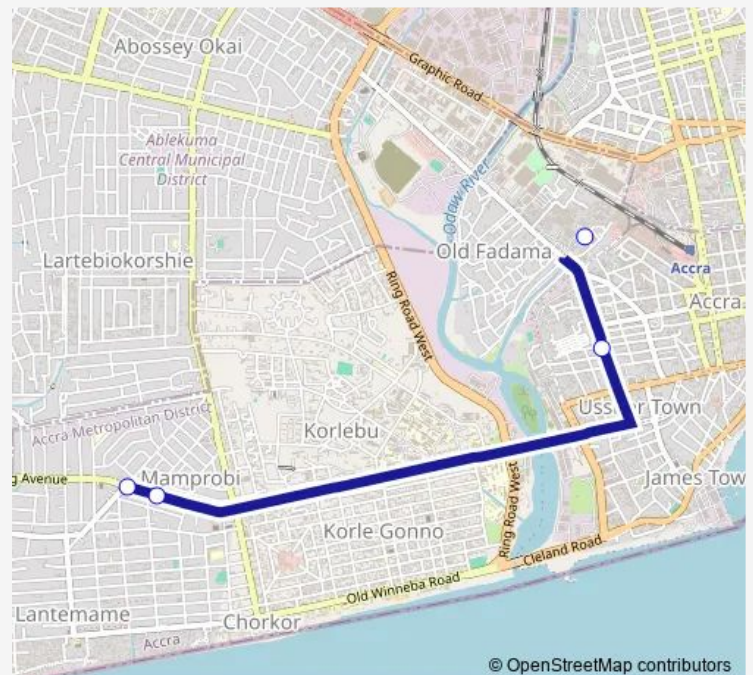 Abossey Okai
Graphic Road
Ablekuma
Central Municipal
District
Odaw River
Old Fadama
Lartebiokorshie
Accra
Accra
Ring Road West
Accra Metropolitan District
Korlebu
Town
g Avenue
Mamprobi
James Tow
Ring Road West
Korle Gonno
Cleland Road
Old Winneba Road
Lantemame
Chorkor
Accra
© OpenStreetMap contributors